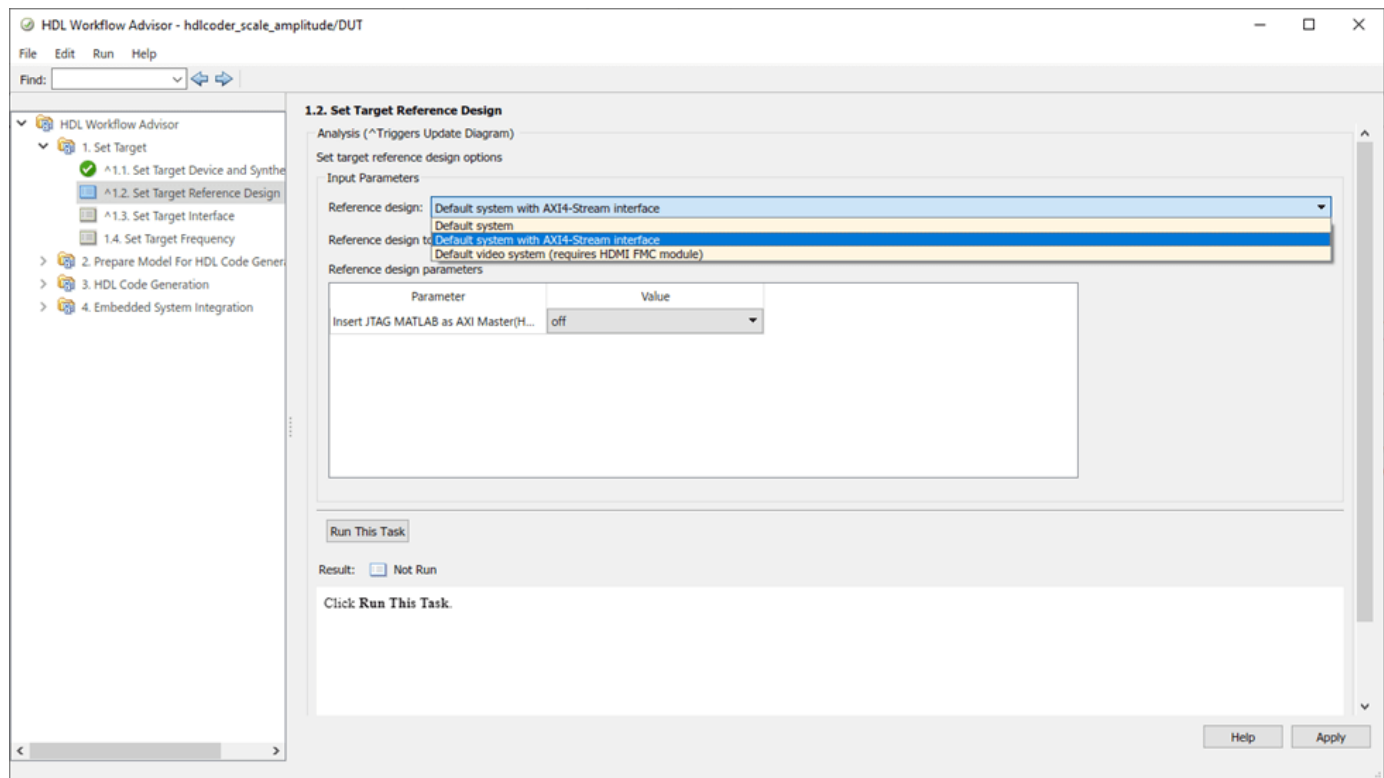 HDL Workflow Advisor - hdlcoder_scale_amplitude/DUT
File Edit Run Help
Find:
HDL Workflow Advisor
1. Set Target
^1.1. Set Target Device and Synthe
^1.2. Set Target Reference Design
^1.3. Set Target Interface
1.4. Set Target Frequency
2. Prepare Model For HDL Code Gener
3. HDL Code Generation
4. Embedded System Integration
1.2. Set Target Reference Design
Analysis (^Triggers Update Diagram)
Set target reference design options
Input Parameters
Reference design: Default system with AXI4-Stream interface
Default system
Reference design to Default system with AXI4-Stream interface
Default video system (requires HDMI FMC module)
Reference design parameters
Parameter Value
Insert JTAG MATLAB as AXI Master(H... off
Run This Task
Result: Not Run
Click Run This Task.
Help Apply